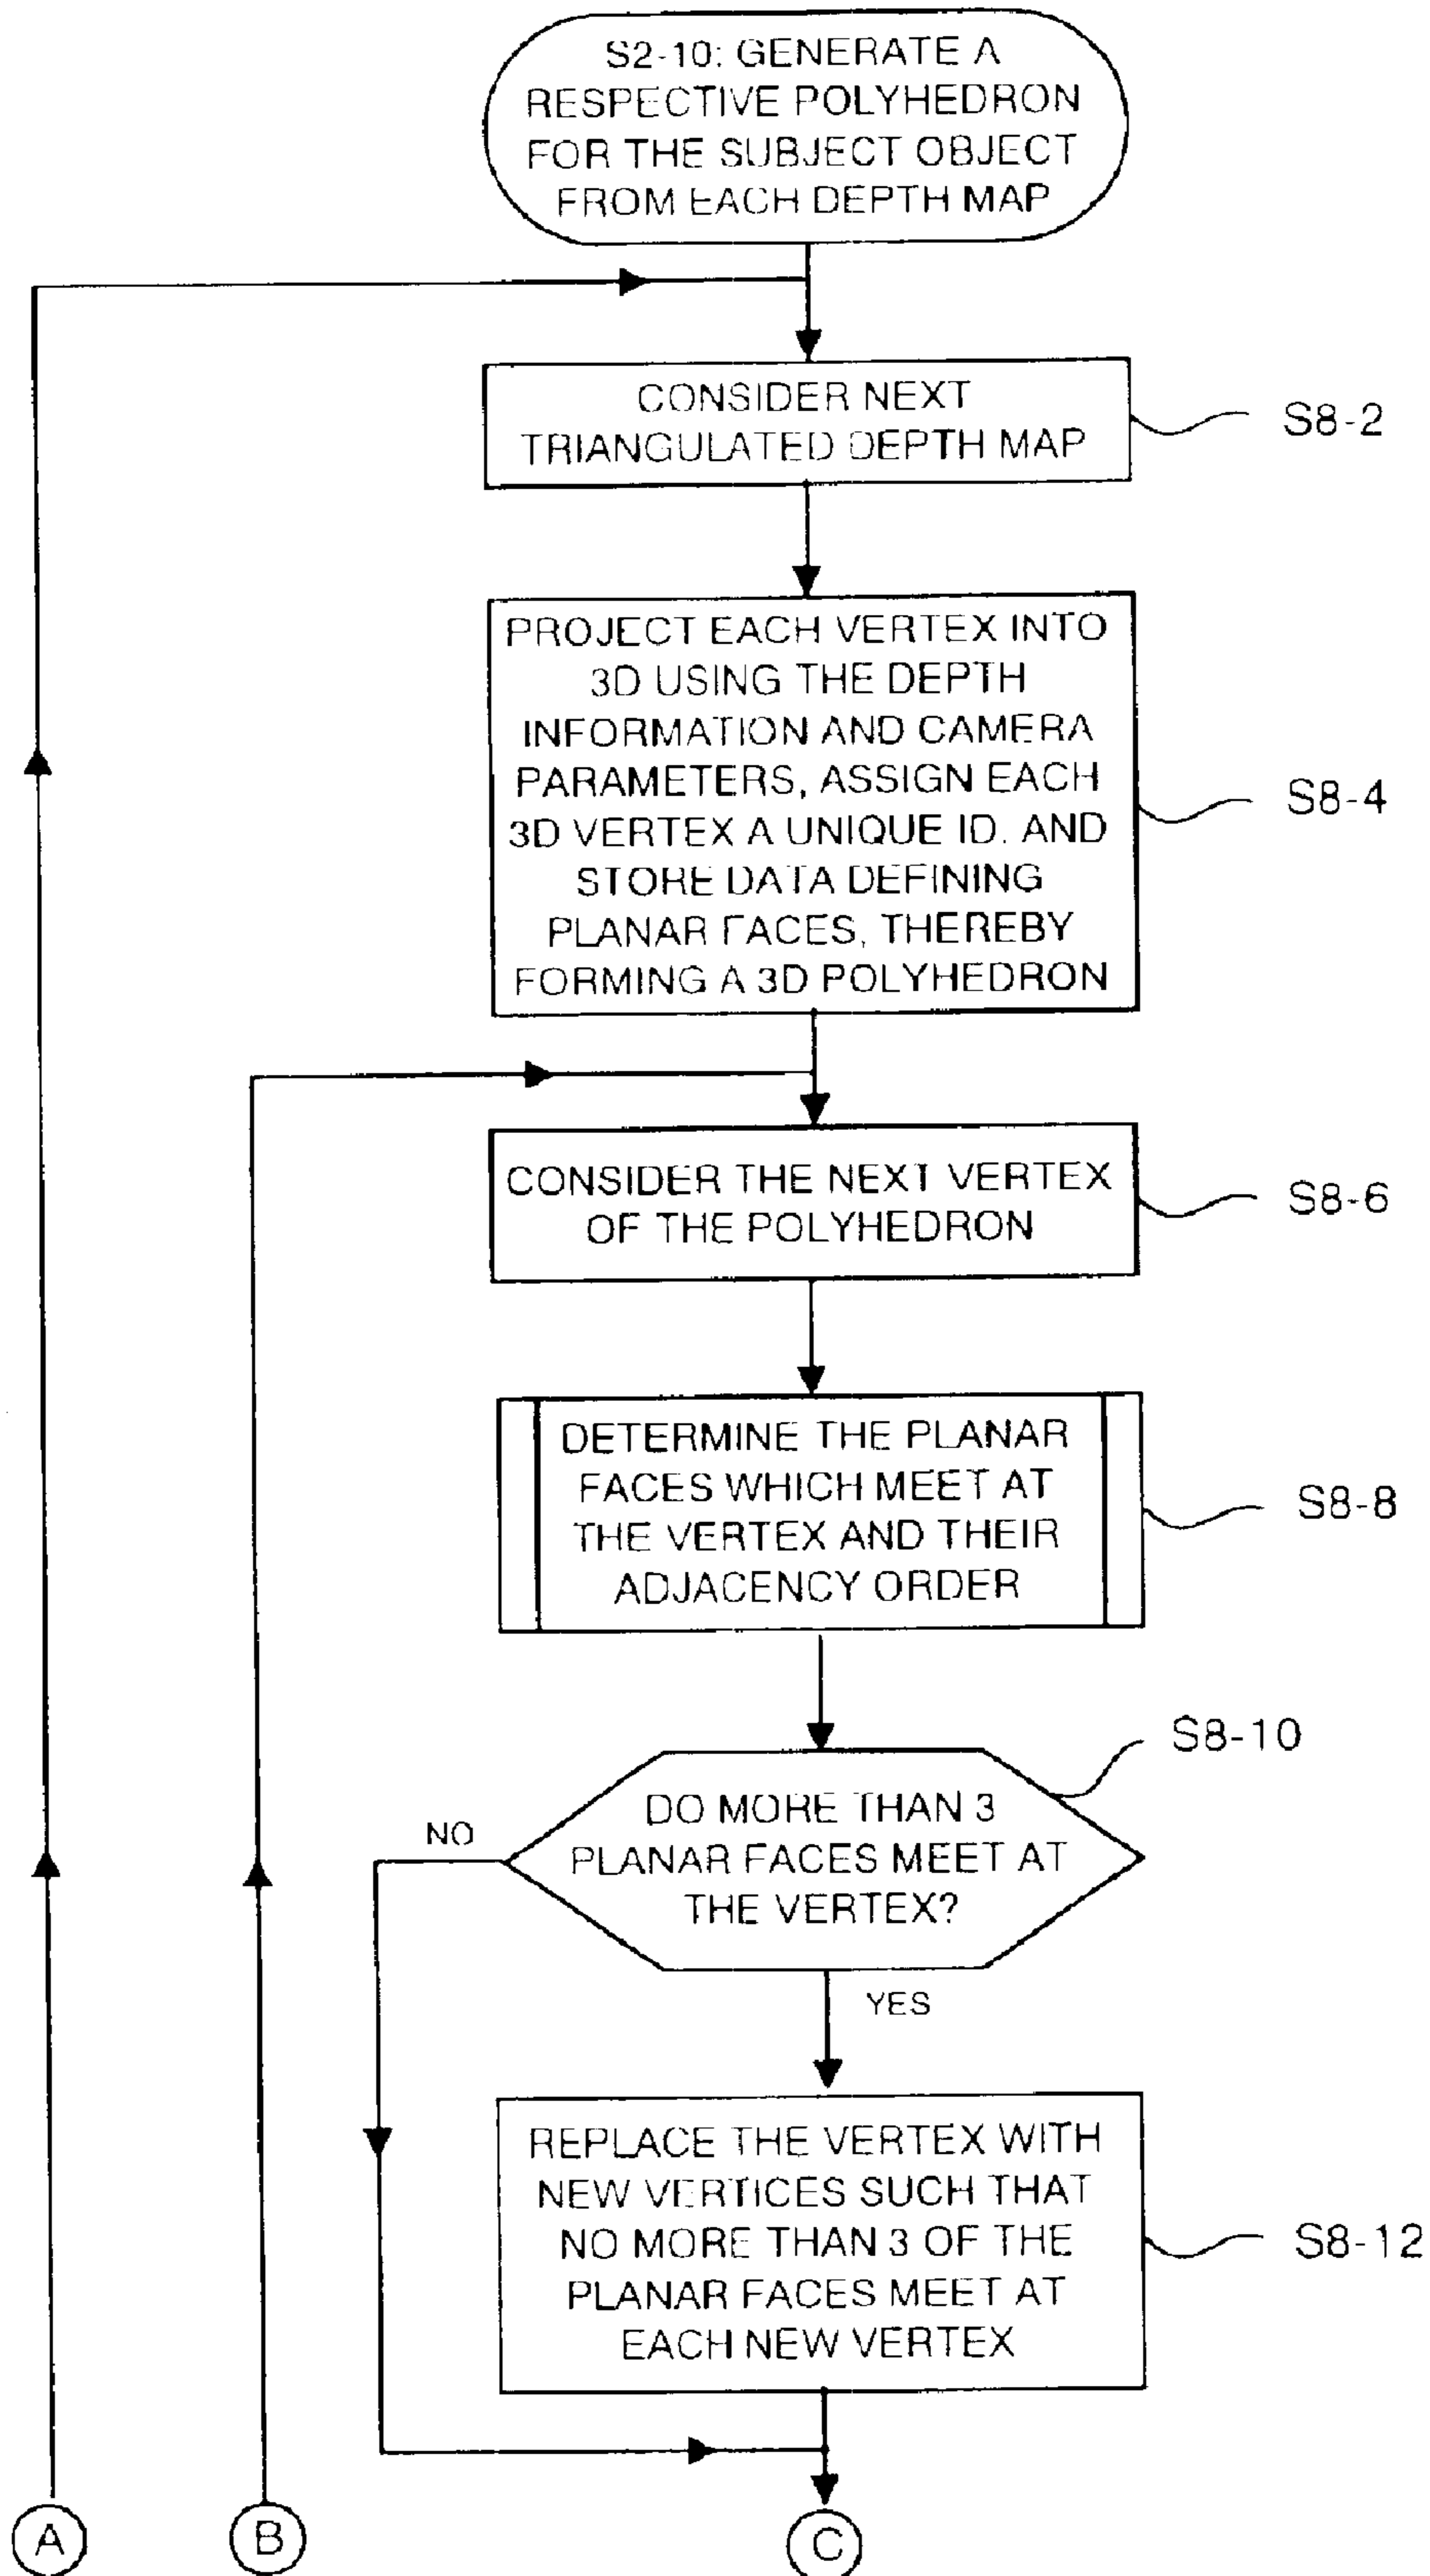 S2-10: GENERATE A
RESPECTIVE POLYHEDRON
FOR THE SUBJECT OBJECT
FROM EACH DEPTH MAP
CONSIDER NEXT
TRIANGULATED DEPTH MAP
S8-2
PROJECT EACH VERTEX INTO
3D USING THE DEPTH
INFORMATION AND CAMERA
PARAMETERS, ASSIGN EACH
3D VERTEX A UNIQUE ID. AND
STORE DATA DEFINING
PLANAR FACES, THEREBY
FORMING A 3D POLYHEDRON
S8-4
CONSIDER THE NEXT VERTEX
OF THE POLYHEDRON
S8-6
DETERMINE THE PLANAR
FACES WHICH MEET AT
THE VERTEX AND THEIR
ADJACENCY ORDER
S8-8
S8-10
DO MORE THAN 3
PLANAR FACES MEET AT
THE VERTEX?
NO
YES
REPLACE THE VERTEX WITH
NEW VERTICES SUCH THAT
NO MORE THAN 3 OF THE
PLANAR FACES MEET AT
EACH NEW VERTEX
S8-12
A
B
C